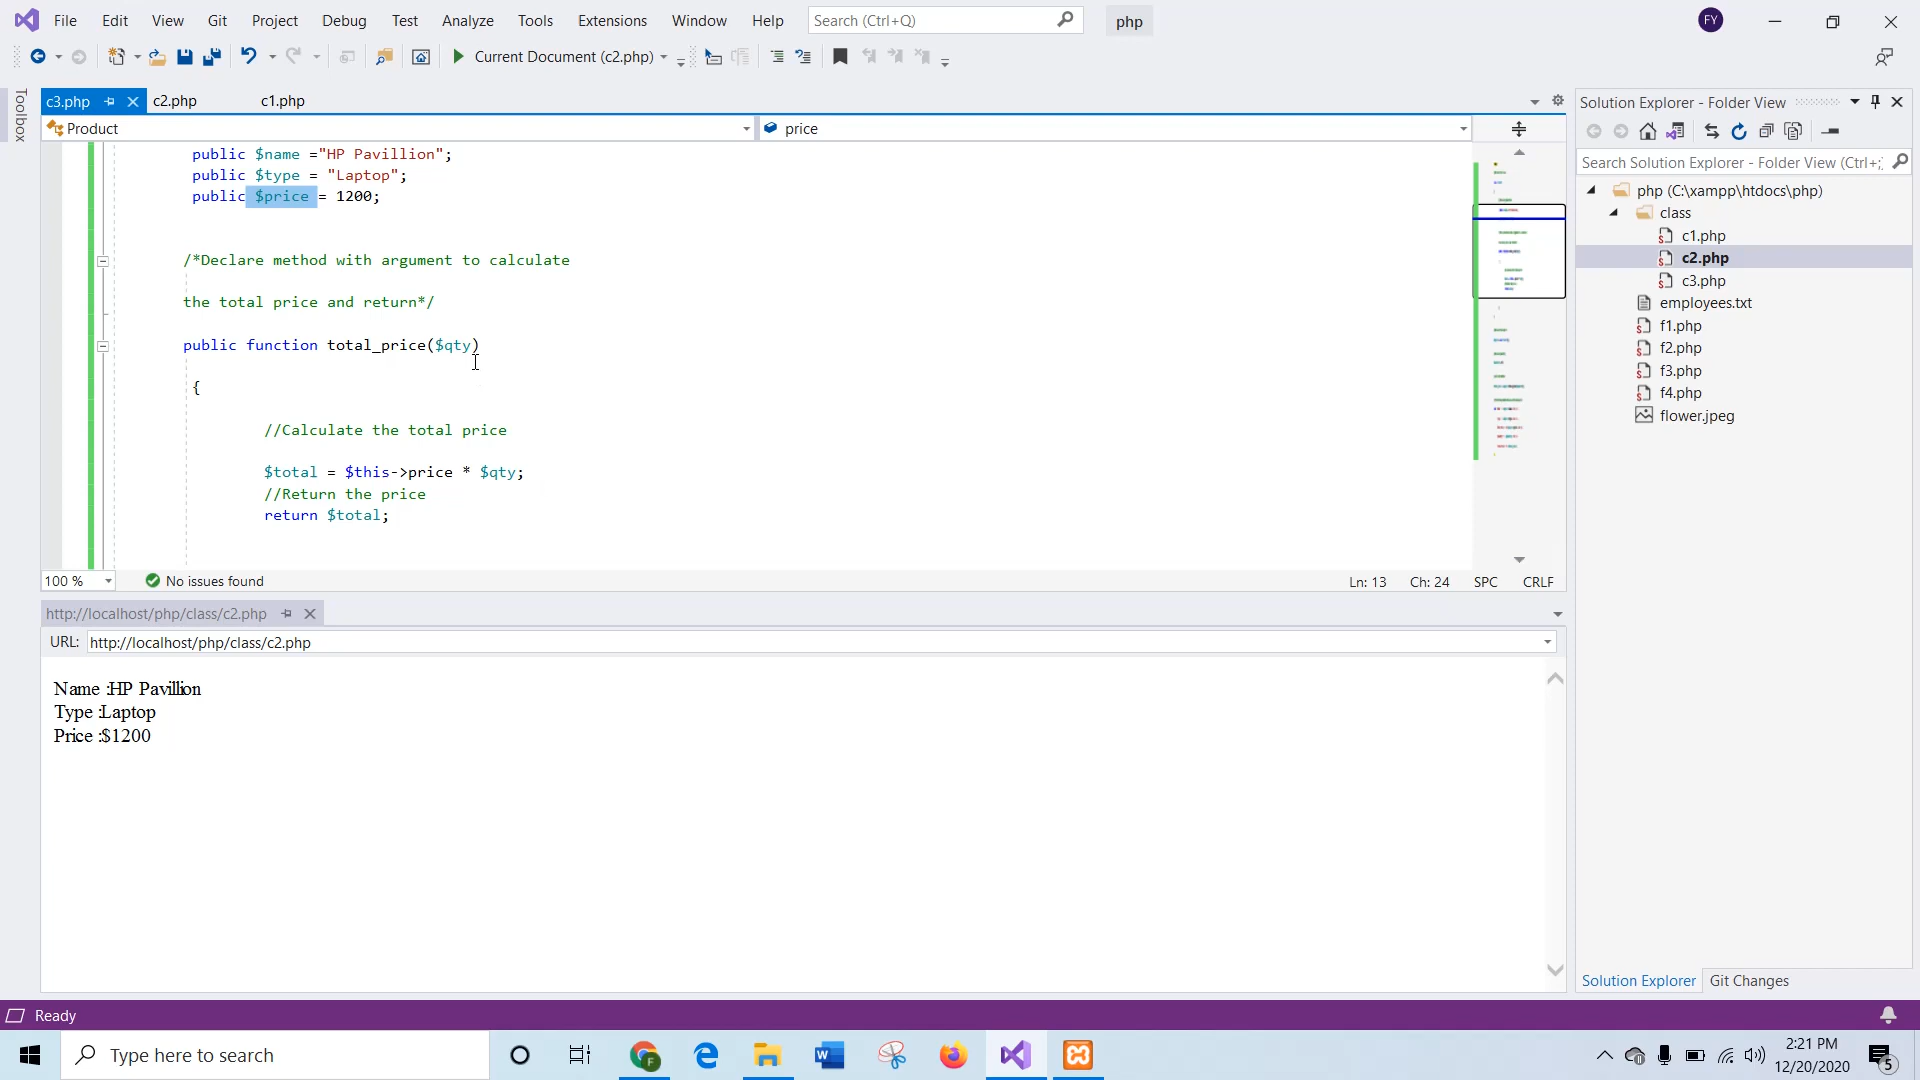 File Edit View Git Project Debug Test Analyze Tools Extensions Window Help Search (Ctrl+Q) php FY
Current Document (c2.php)
Toolbox
c3.php c2.php c1.php
Product price
public $name ="HP Pavillion";
public $type = "Laptop";
public $price = 1200;
/*Declare method with argument to calculate
the total price and return*/
public function total_price($qty)
{
//Calculate the total price
$total = $this->price * $qty;
//Return the price
return $total;
100 % No issues found Ln: 13 Ch: 24 SPC CRLF
http://localhost/php/class/c2.php
URL: http://localhost/php/class/c2.php
Name :HP Pavillion
Type :Laptop
Price :$1200
Solution Explorer - Folder View
Search Solution Explorer - Folder View (Ctrl+;
php (C:\xampp\htdocs\php)
class
c1.php
c2.php
c3.php
employees.txt
f1.php
f2.php
f3.php
f4.php
flower.jpeg
Solution Explorer Git Changes
Ready
Type here to search
2:21 PM
12/20/2020
5